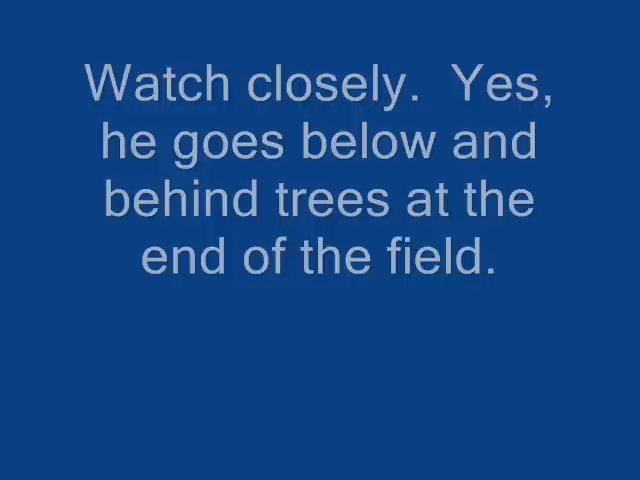 Watch closely.  Yes,
he goes below and
behind trees at the
end of the field.